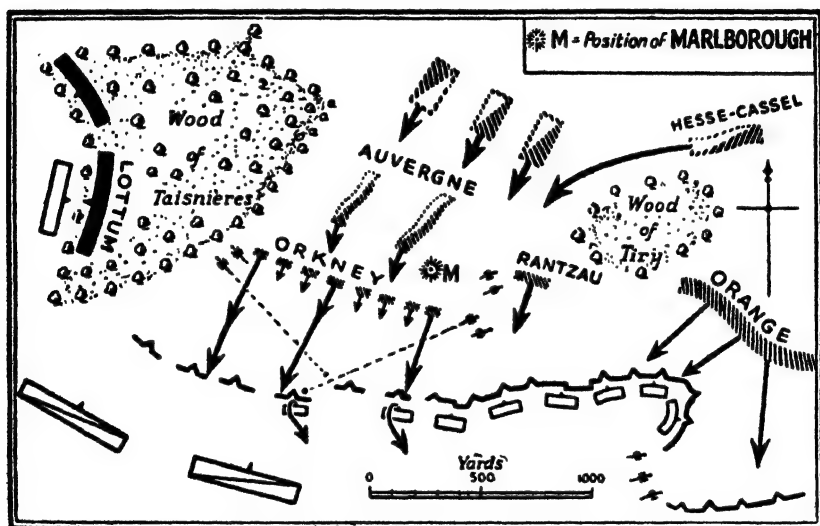 M = Position of MARLBOROUGH
HESSE-CASSEL
Wood
of
Taisnieres
LOTTUM
AUVERGNE
Wood
of
Tiry
ORKNEY
M
RANTZAU
ORANGE
Yards
0 500 1000